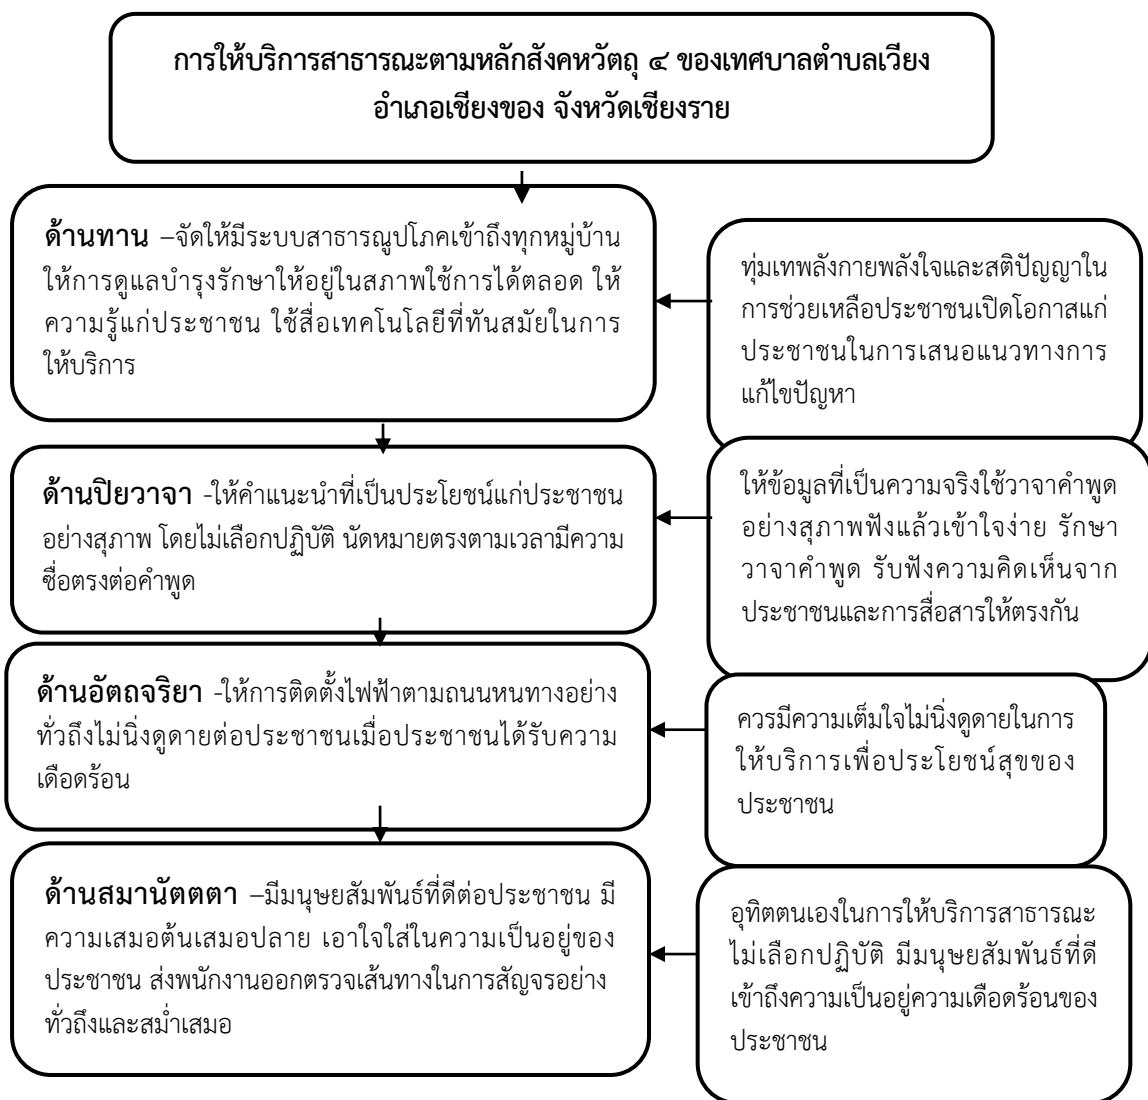 การให้บริการสาธารณะตามหลักสังคหวัตถุ ๔ ของเทศบาลตำบลเวียง
อำเภอเชียงของ จังหวัดเชียงราย
ด้านทาน –จัดให้มีระบบสาธารณูปโภคเข้าถึงทุกหมู่บ้าน
ให้การดูแลบำรุงรักษาให้อยู่ในสภาพใช้การได้ตลอด ให้
ความรู้แก่ประชาชน ใช้สื่อเทคโนโลยีที่ทันสมัยในการ
ให้บริการ
ทุ่มเทพลังกายพลังใจและสติปัญญาใน
การช่วยเหลือประชาชนเปิดโอกาสแก่
ประชาชนในการเสนอแนวทางการ
แก้ไขปัญหา
ด้านปิยวาจา -ให้คำแนะนำที่เป็นประโยชน์แก่ประชาชน
อย่างสุภาพ โดยไม่เลือกปฏิบัติ นัดหมายตรงตามเวลามีความ
ซื่อตรงต่อคำพูด
ให้ข้อมูลที่เป็นความจริงใช้วาจาคำพูด
อย่างสุภาพฟังแล้วเข้าใจง่าย รักษา
วาจาคำพูด รับฟังความคิดเห็นจาก
ประชาชนและการสื่อสารให้ตรงกัน
ด้านอัตถจริยา -ให้การติดตั้งไฟฟ้าตามถนนหนทางอย่าง
ทั่วถึงไม่นิ่งดูดายต่อประชาชนเมื่อประชาชนได้รับความ
เดือดร้อน
ควรมีความเต็มใจไม่นิ่งดูดายในการ
ให้บริการเพื่อประโยชน์สุขของ
ประชาชน
ด้านสมานัตตตา –มีมนุษยสัมพันธ์ที่ดีต่อประชาชน มี
ความเสมอต้นเสมอปลาย เอาใจใส่ในความเป็นอยู่ของ
ประชาชน ส่งพนักงานออกตรวจเส้นทางในการสัญจรอย่าง
ทั่วถึงและสม่ำเสมอ
อุทิตตนเองในการให้บริการสาธารณะ
ไม่เลือกปฏิบัติ มีมนุษยสัมพันธ์ที่ดี
เข้าถึงความเป็นอยู่ความเดือดร้อนของ
ประชาชน